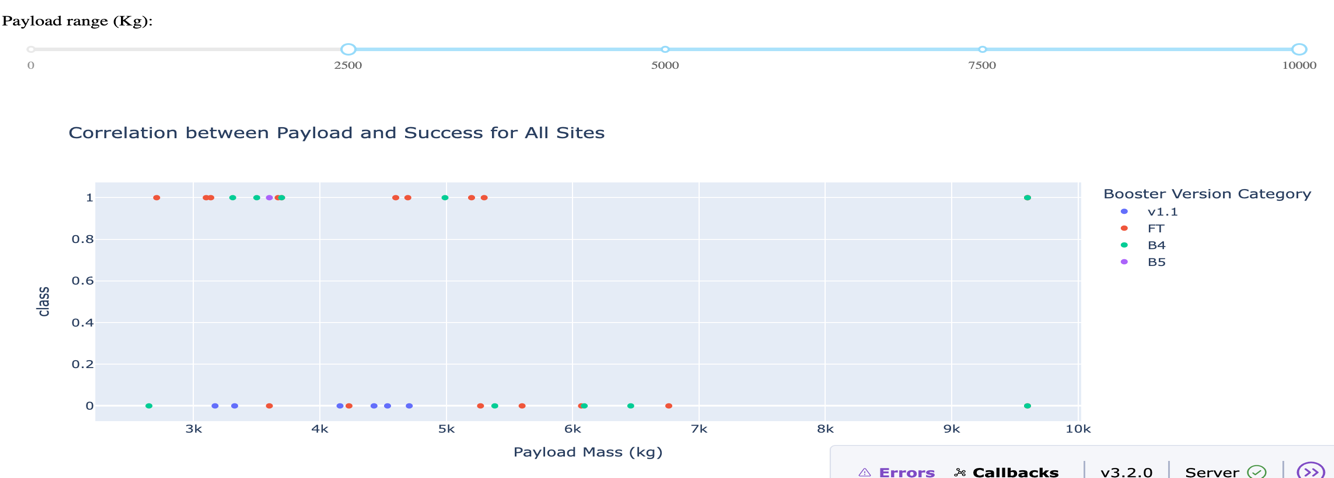 Payload range (Kg):
0 2500 5000 7500 10000
Correlation between Payload and Success for All Sites
1
0.8
0.6
0.4
0.2
0
class
3k 4k 5k 6k 7k 8k 9k 10k
Payload Mass (kg)
Booster Version Category
v1.1
FT
B4
B5
Errors Callbacks v3.2.0 Server